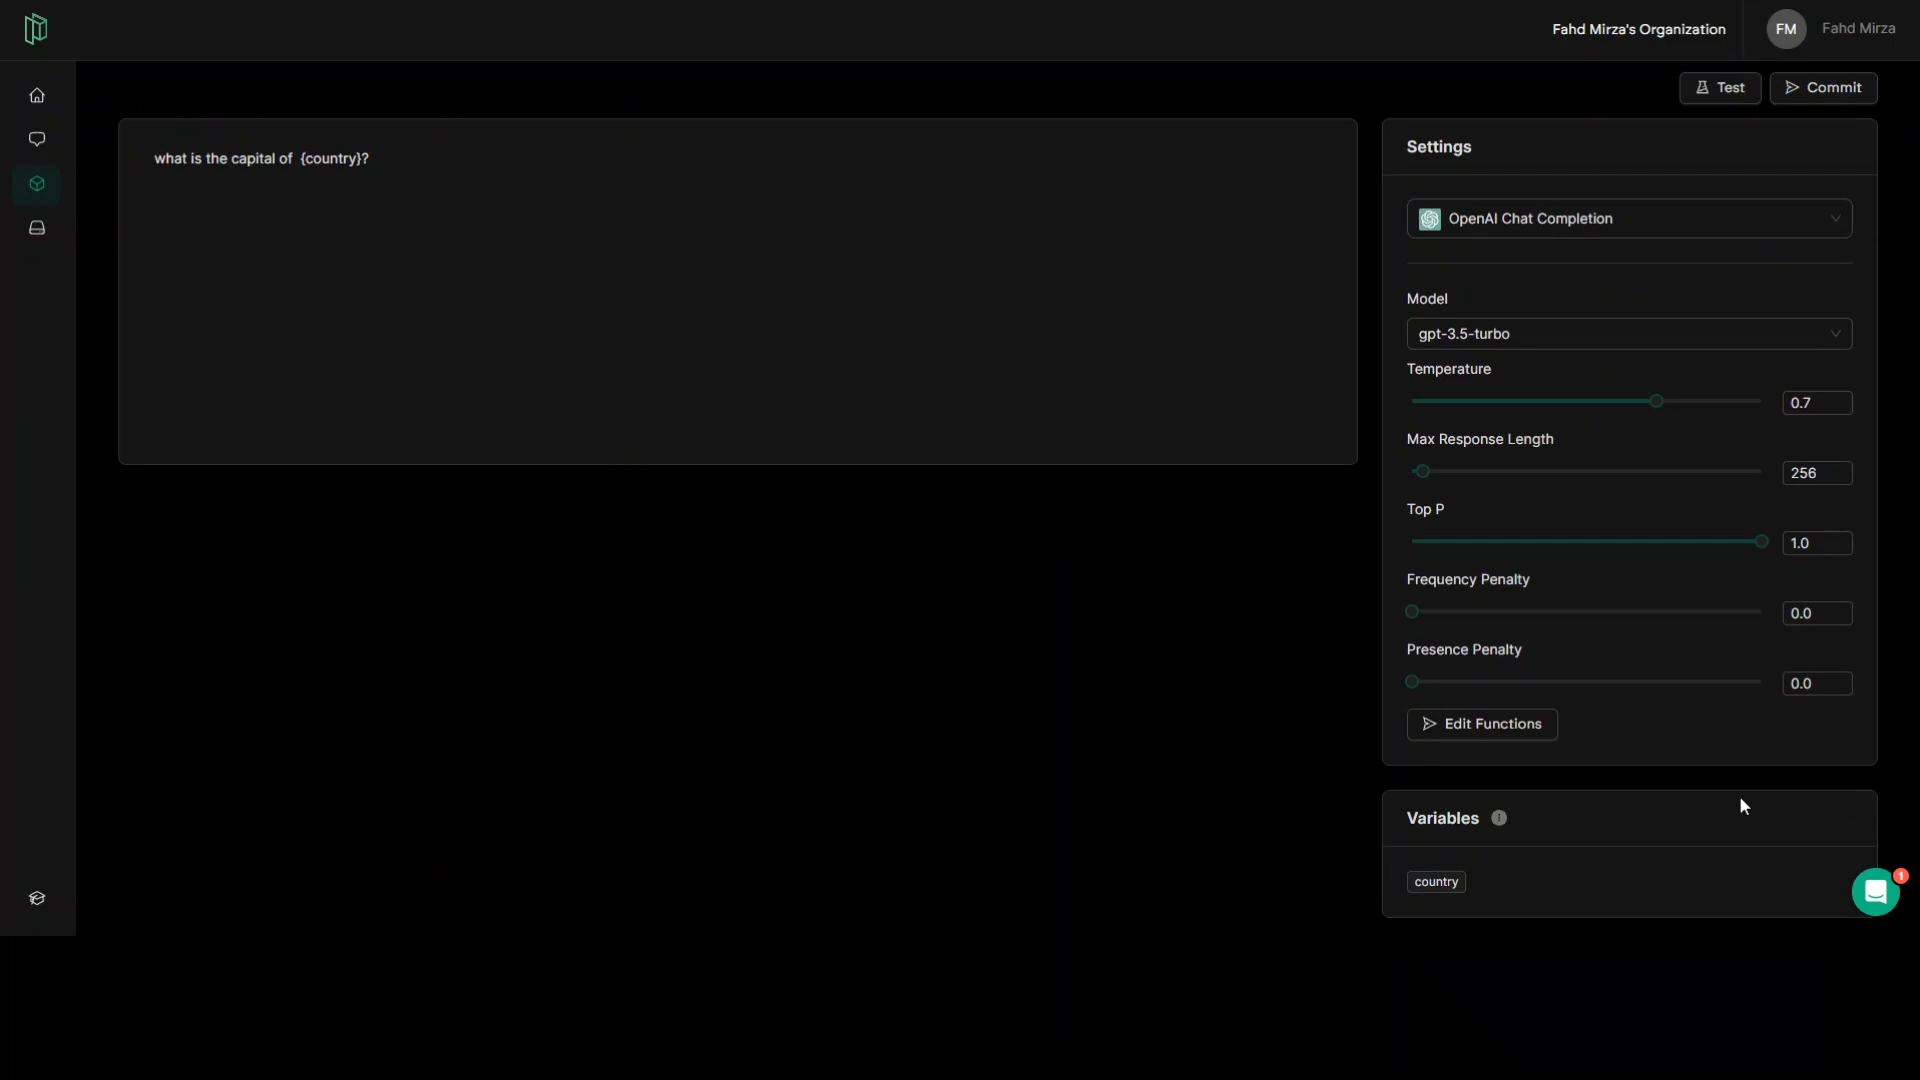 Fahd Mirza's Organization
FM
Fahd Mirza
Test
Commit
what is the capital of  {country}?
Settings
OpenAI Chat Completion
Model
gpt-3.5-turbo
Temperature
0.7
Max Response Length
256
Top P
1.0
Frequency Penalty
0.0
Presence Penalty
0.0
Edit Functions
Variables
country
1